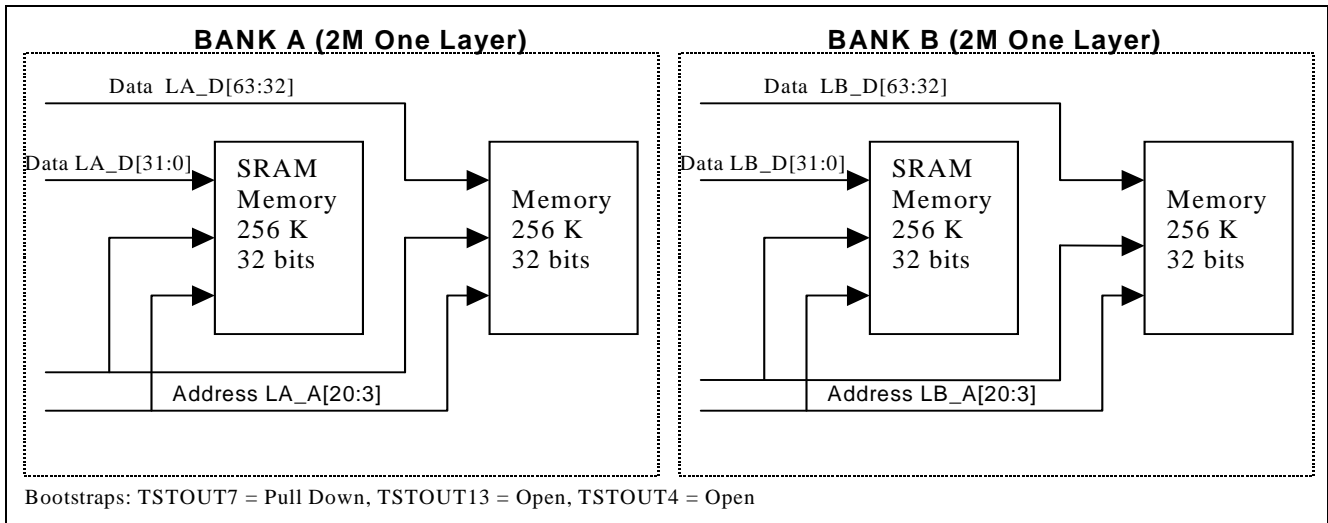 BANK A (2M One Layer)
Data LA_D[63:32]
Data LA_D[31:0]
SRAM
Memory
256 K
32 bits
Memory
256 K
32 bits
Address LA_A[20:3]
BANK B (2M One Layer)
Data LB_D[63:32]
Data LB_D[31:0]
SRAM
Memory
256 K
32 bits
Memory
256 K
32 bits
Address LB_A[20:3]
Bootstraps: TSTOUT7 = Pull Down, TSTOUT13 = Open, TSTOUT4 = Open